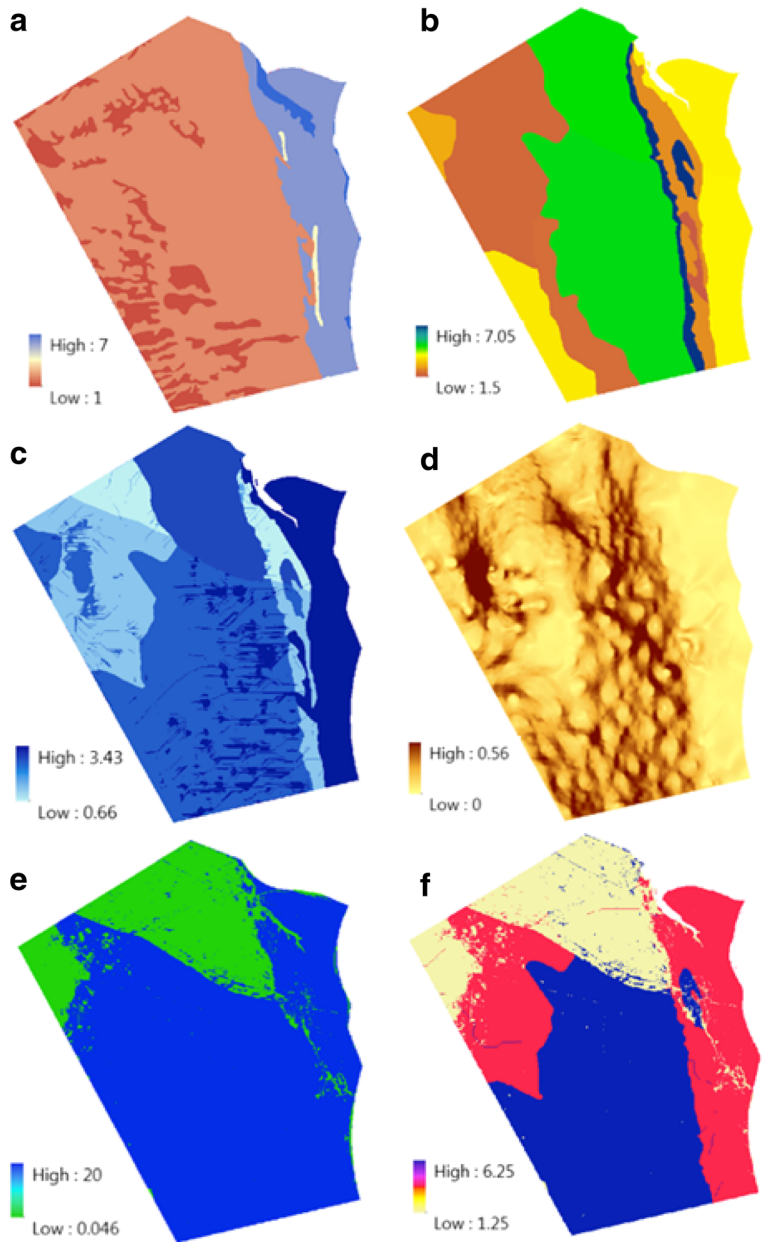 a
b
High : 7
Low : 1
High : 7.05
Low : 1.5
c
d
High : 3.43
Low : 0.66
High : 0.56
Low : 0
e
f
High : 20
Low : 0.046
High : 6.25
Low : 1.25